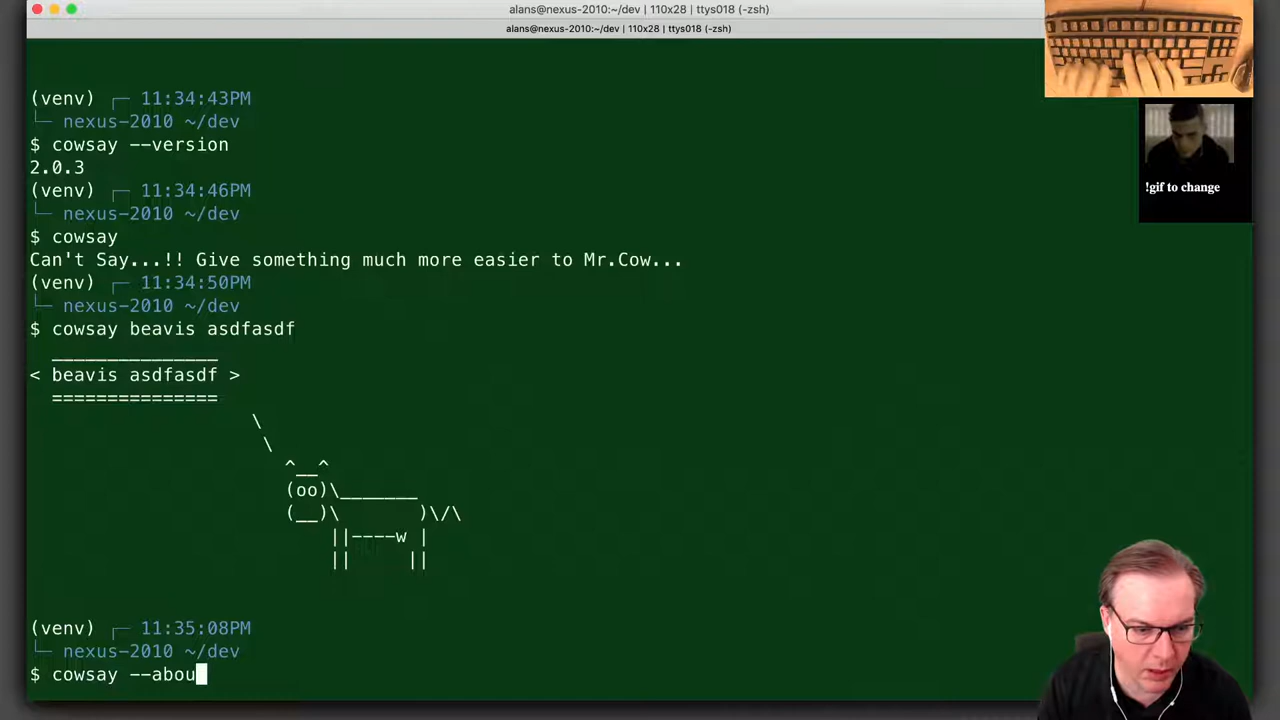 alans@nexus-2010:~/dev | 110x28 | ttys018 (-zsh)
alans@nexus-2010:~/dev | 110x28 | ttys018 (-zsh)
(venv) ┌─ 11:34:43PM
└─ nexus-2010 ~/dev
$ cowsay --version
2.0.3
(venv) ┌─ 11:34:46PM
└─ nexus-2010 ~/dev
$ cowsay
Can't Say...!! Give something much more easier to Mr.Cow...
(venv) ┌─ 11:34:50PM
└─ nexus-2010 ~/dev
$ cowsay beavis asdfasdf
  _______________
< beavis asdfasdf >
  ===============
                    \
                     \
                       ^__^
                       (oo)\_______
                       (__)\       )\/\
                           ||----w |
                           ||     ||
(venv) ┌─ 11:35:08PM
└─ nexus-2010 ~/dev
$ cowsay --abou
!gif to change